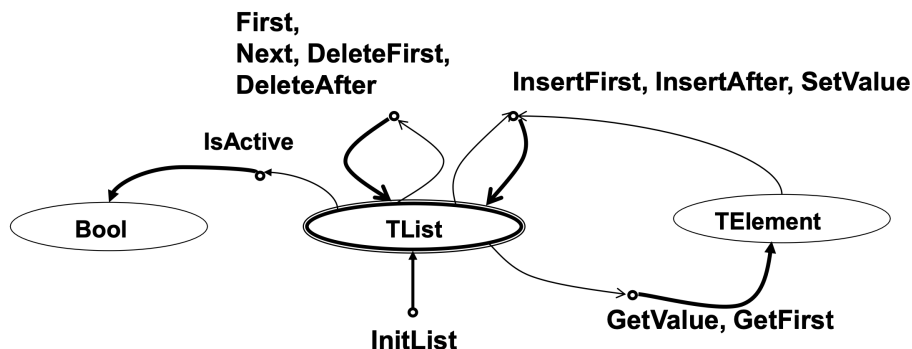 First,
Next, DeleteFirst,
DeleteAfter
InsertFirst, InsertAfter, SetValue
IsActive
Bool
TList
TElement
GetValue, GetFirst
InitList